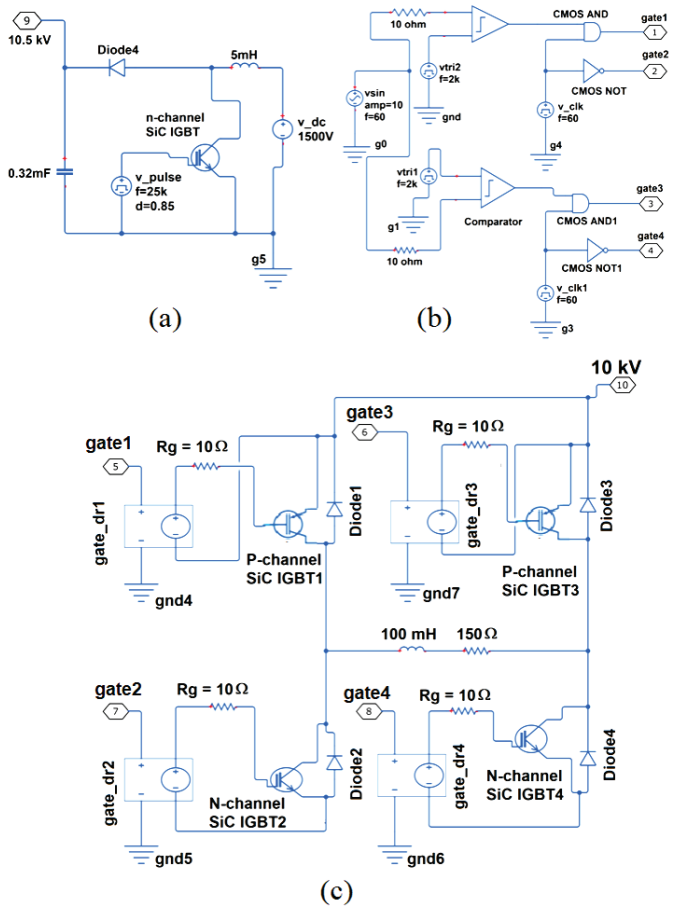 9
10.5 kV
Diode4
5mH
n-channel
SiC IGBT
v_dc
1500V
0.32mF
v_pulse
f=25k
d=0.85
g5
(a)
10 ohm
vtri2
f=2k
gnd
vsin
amp=10
f=60
g0
CMOS AND
gate1
1
gate2
2
CMOS NOT
v_clk
f=60
g4
vtri1
f=2k
g1
Comparator
10 ohm
gate3
3
CMOS AND1
gate4
4
CMOS NOT1
v_clk1
f=60
g3
(b)
10 kV
10
gate1
5
Rg = 10Ω
gate_dr1
gnd4
Diode1
P-channel
SiC IGBT1
gate3
6
Rg = 10Ω
gate_dr3
gnd7
Diode3
P-channel
SiC IGBT3
100 mH
150Ω
gate2
7
Rg = 10Ω
gate_dr2
gnd5
Diode2
N-channel
SiC IGBT2
gate4
8
Rg = 10Ω
gate_dr4
gnd6
Diode4
N-channel
SiC IGBT4
(c)